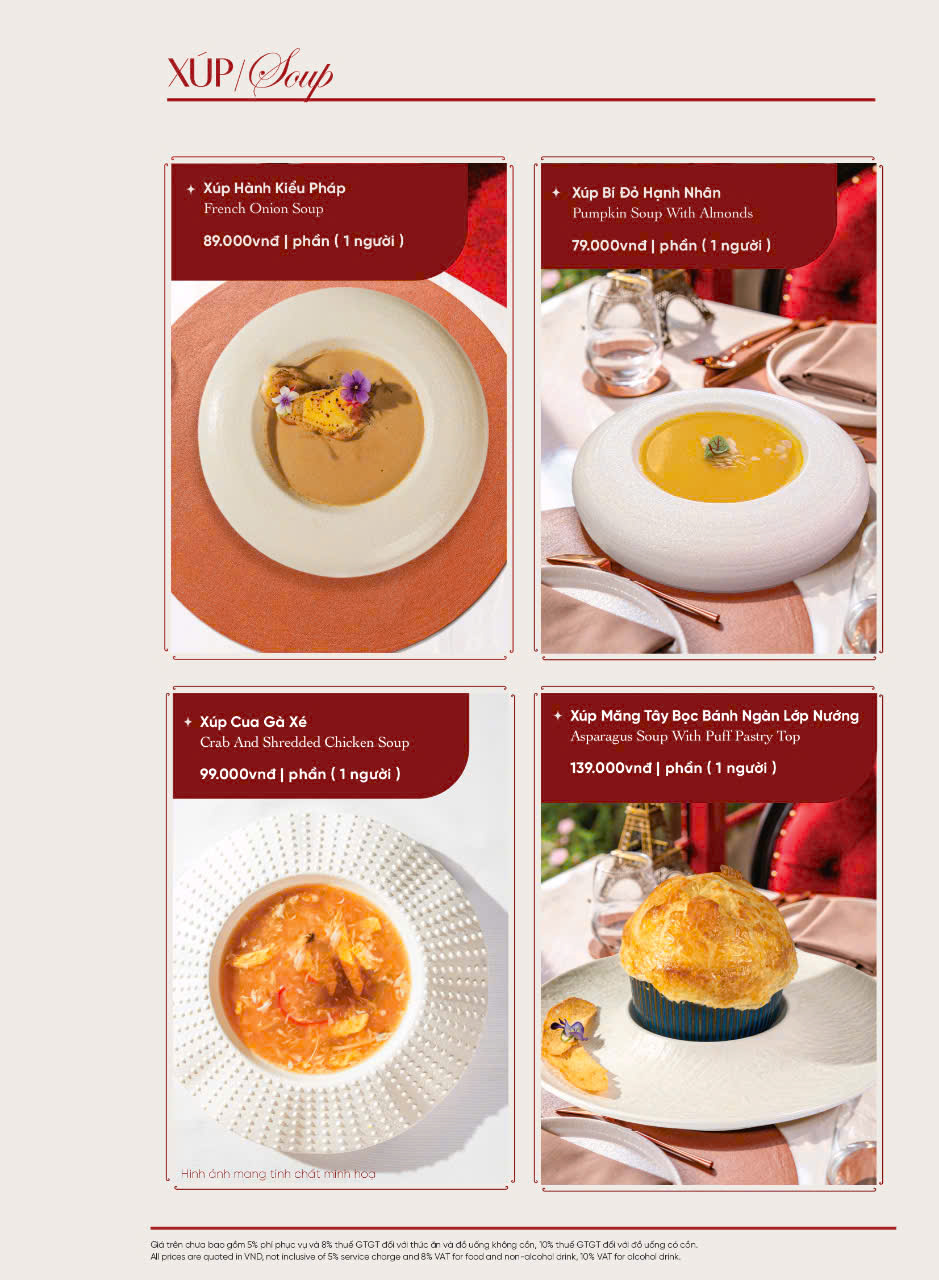 XÚP/Soup
Xúp Hành Kiểu Pháp
French Onion Soup
89.000vnđ | phần ( 1 người )
Xúp Bí Đỏ Hạnh Nhân
Pumpkin Soup With Almonds
79.000vnđ | phần ( 1 người )
Xúp Cua Gà Xé
Crab And Shredded Chicken Soup
99.000vnđ | phần ( 1 người )
Xúp Măng Tây Bọc Bánh Ngàn Lớp Nướng
Asparagus Soup With Puff Pastry Top
139.000vnđ | phần ( 1 người )
Hình ảnh mang tính chất minh họa
Giá trên chưa bao gồm 5% phí phục vụ và 8% thuế GTGT đối với thức ăn và đồ uống không cồn, 10% thuế GTGT đối với đồ uống có cồn.
All prices are quoted in VND, not inclusive of 5% service charge and 8% VAT for food and non-alcohol drink, 10% VAT for alcohol drink.